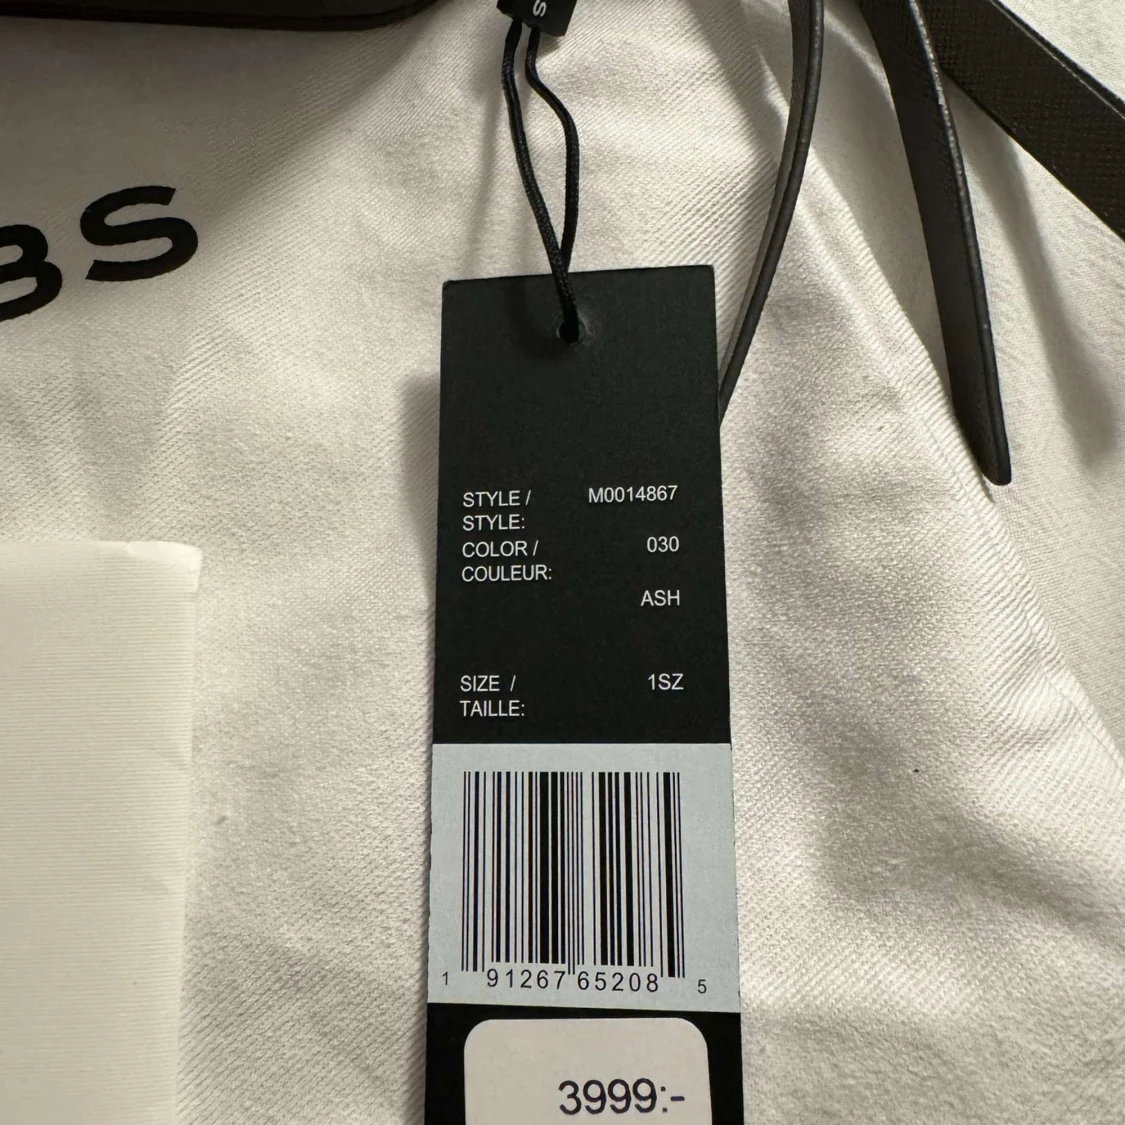 S
BS
STYLE / M0014867
STYLE:
COLOR / 030
COULEUR:
ASH
SIZE / 1SZ
TAILLE:
1 91267 65208 5
3999:-